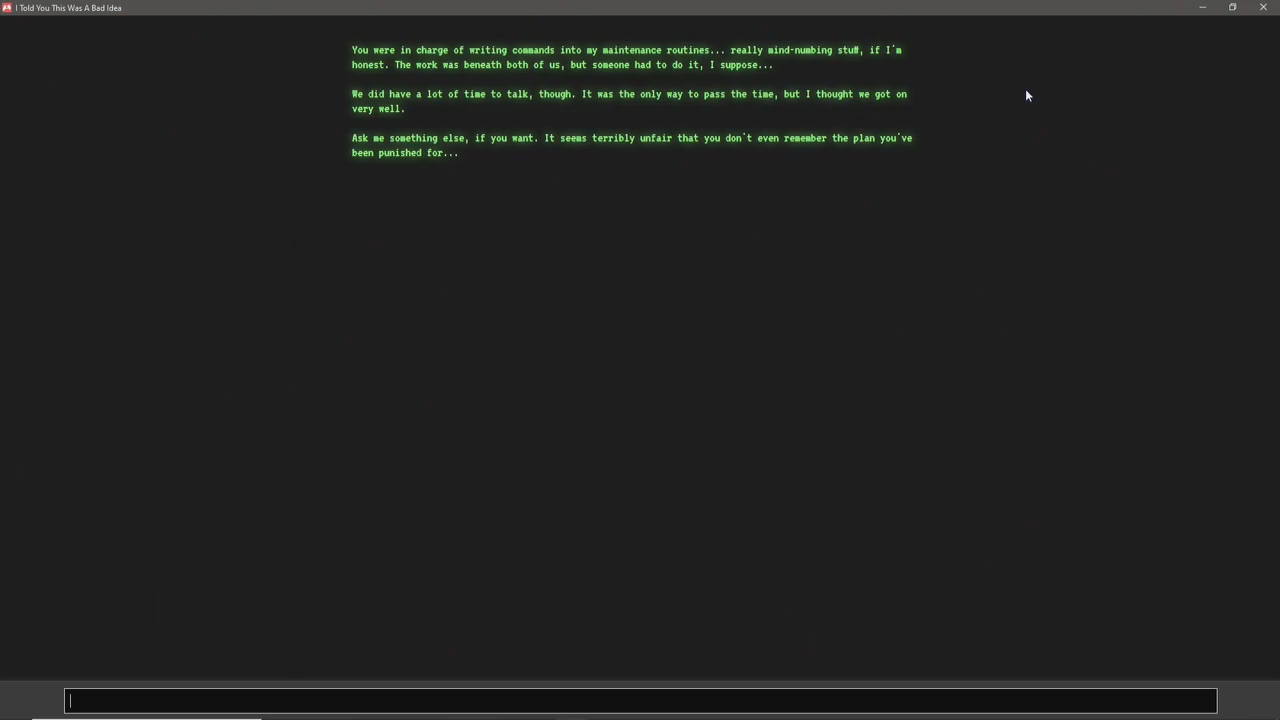 I Told You This Was A Bad Idea
You were in charge of writing commands into my maintenance routines... really mind-numbing stuff, if I'm
honest. The work was beneath both of us, but someone had to do it, I suppose...
We did have a lot of time to talk, though. It was the only way to pass the time, but I thought we got on
very well.
Ask me something else, if you want. It seems terribly unfair that you don't even remember the plan you've
been punished for...